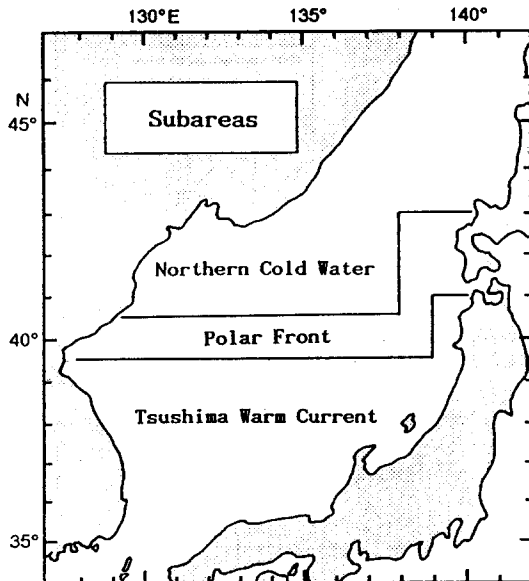 130°E 135° 140°
N
Subareas
45°
Northern Cold Water
40°
Polar Front
Tsushima Warm Current
35°